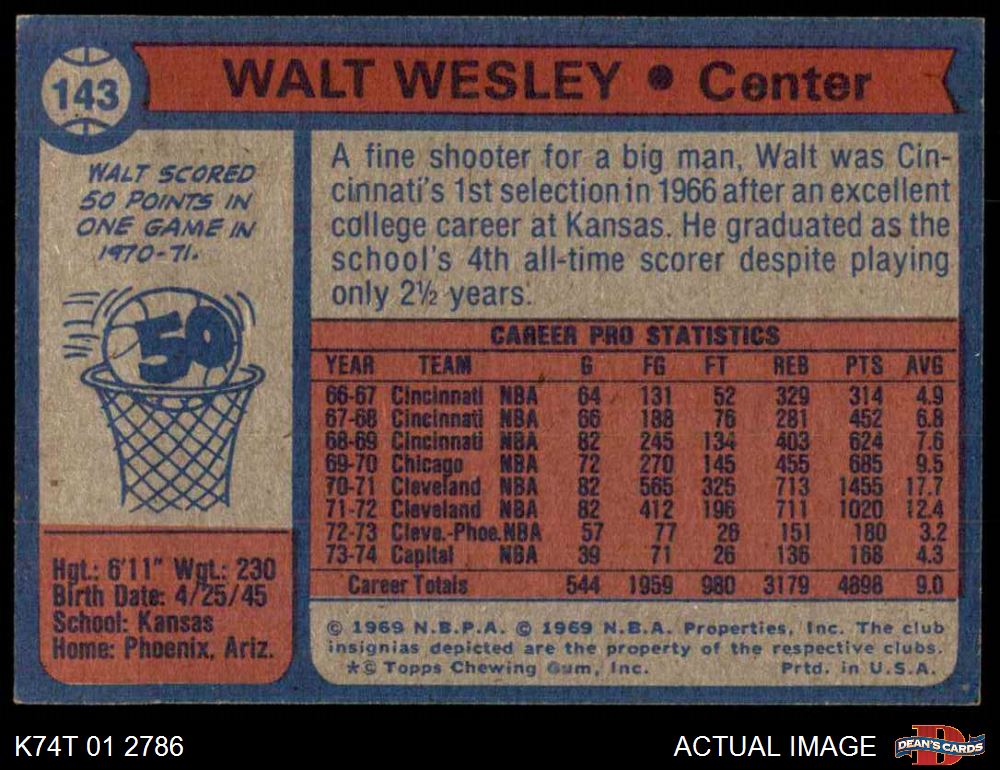 143
WALT WESLEY • Center
WALT SCORED
50 POINTS IN
ONE GAME IN
1970-71.
50
Hgt.: 6'11" Wgt.: 230
Birth Date: 4/25/45
School: Kansas
Home: Phoenix, Ariz.
A fine shooter for a big man, Walt was Cin-
cinnati's 1st selection in 1966 after an excellent
college career at Kansas. He graduated as the
school's 4th all-time scorer despite playing
only 2½ years.
CAREER PRO STATISTICS
YEAR TEAM G FG FT REB PTS AVG
66-67 Cincinnati NBA 64 131 52 329 314 4.9
67-68 Cincinnati NBA 66 188 76 281 452 6.8
68-69 Cincinnati NBA 82 245 134 403 624 7.6
69-70 Chicago NBA 72 270 145 455 685 9.5
70-71 Cleveland NBA 82 565 325 713 1455 17.7
71-72 Cleveland NBA 82 412 196 711 1020 12.4
72-73 Cleve.-Phoe. NBA 57 77 26 151 180 3.2
73-74 Capital NBA 39 71 26 136 168 4.3
Career Totals 544 1959 980 3179 4898 9.0
© 1969 N.B.P.A. © 1969 N.B.A. Properties, Inc. The club
insignias depicted are the property of the respective clubs.
*© Topps Chewing Gum, Inc. Prtd. in U.S.A.
K74T 01 2786
ACTUAL IMAGE
D
DEAN'S CARDS